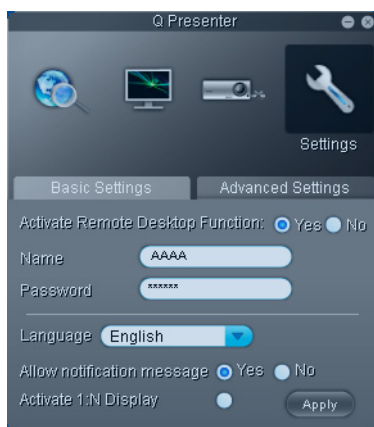 Q Presenter
Settings
Basic Settings Advanced Settings
Activate Remote Desktop Function: Yes No
Name AAAA
Password ******
Language English
Allow notification message Yes No
Activate 1:N Display
Apply